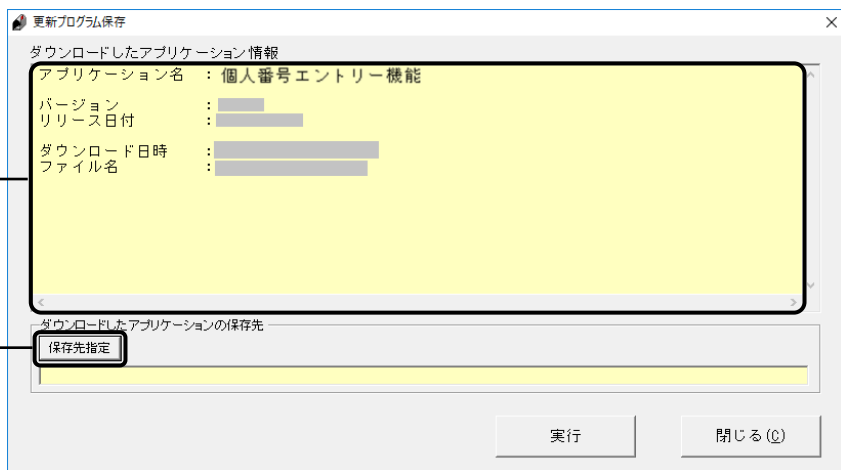 更新プログラム保存
ダウンロードしたアプリケーション情報
アプリケーション名 : 個人番号エントリー機能
バージョン :
リリース日付 :
ダウンロード日時 :
ファイル名 :
ダウンロードしたアプリケーションの保存先
保存先指定
実行 閉じる(C)